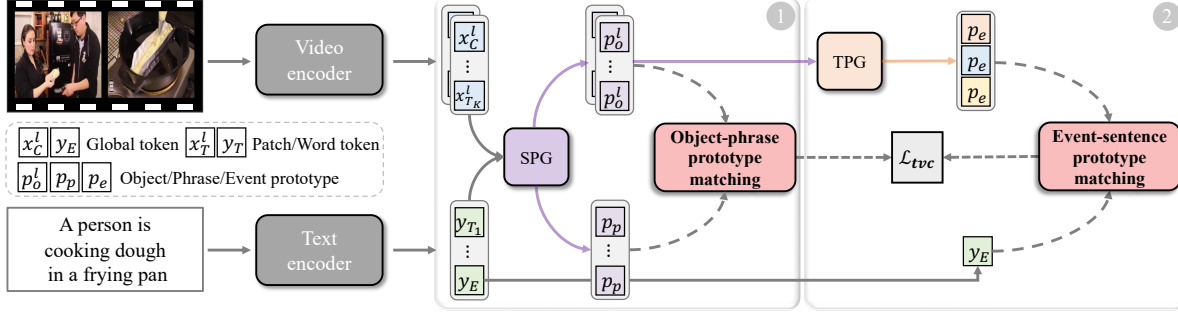 Video
encoder
x_C^l
⋮
x_{T_K}^l
SPG
p_o^l
⋮
p_o^l
Object-phrase
prototype
matching
1
TPG
p_e
p_e
p_e
ℒ_tvc
Event-sentence
prototype
matching
2
x_C^l y_E Global token x_T^l y_T Patch/Word token
p_o^l p_p p_e Object/Phrase/Event prototype
A person is
cooking dough
in a frying pan
Text
encoder
y_{T_1}
⋮
y_E
p_p
⋮
p_p
y_E